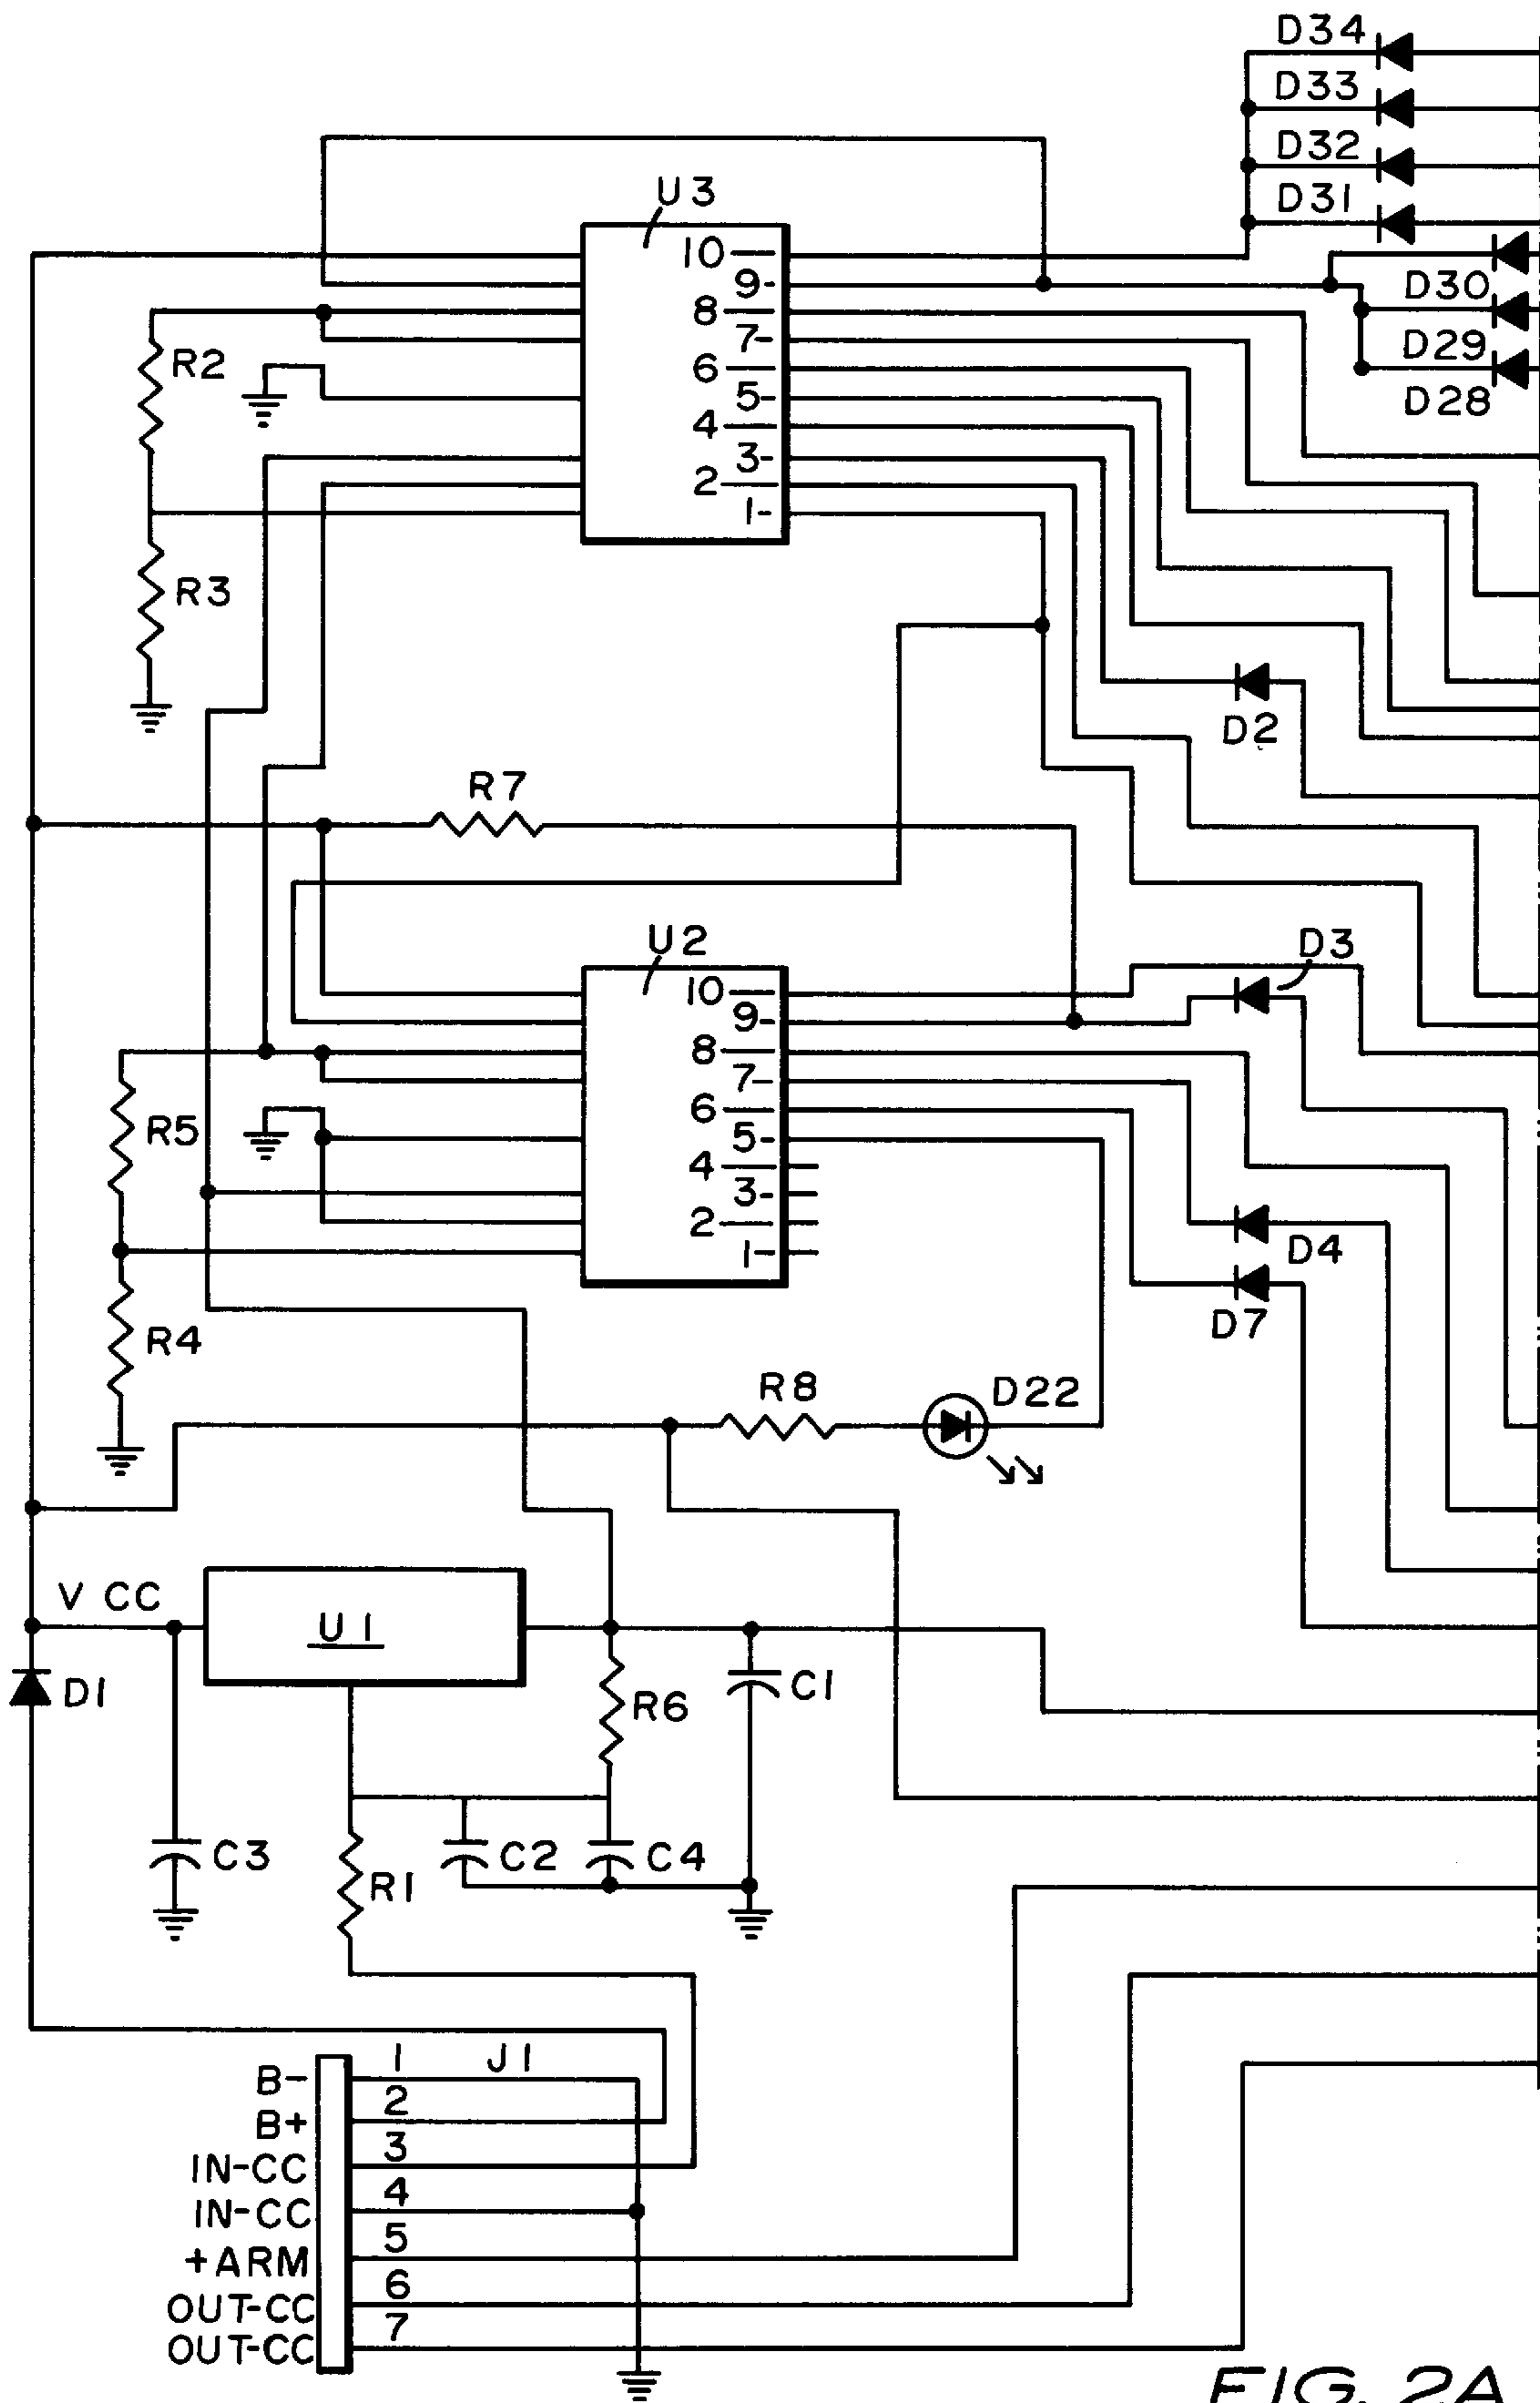 D34
D33
D32
U3
D31
10
9
D30
8
7
R2
D29
6
5
D28
4
3
2
1
R3
D2
R7
U2
D3
10
9
8
7
R5
6
5
4
3
2
D4
1
D7
R4
R8
D22
V CC
U1
D1
R6
C1
C3
C2
C4
R1
1
J1
B-
2
B+
3
IN-CC
4
IN-CC
5
+ARM
6
OUT-CC
7
OUT-CC
FIG. 2A